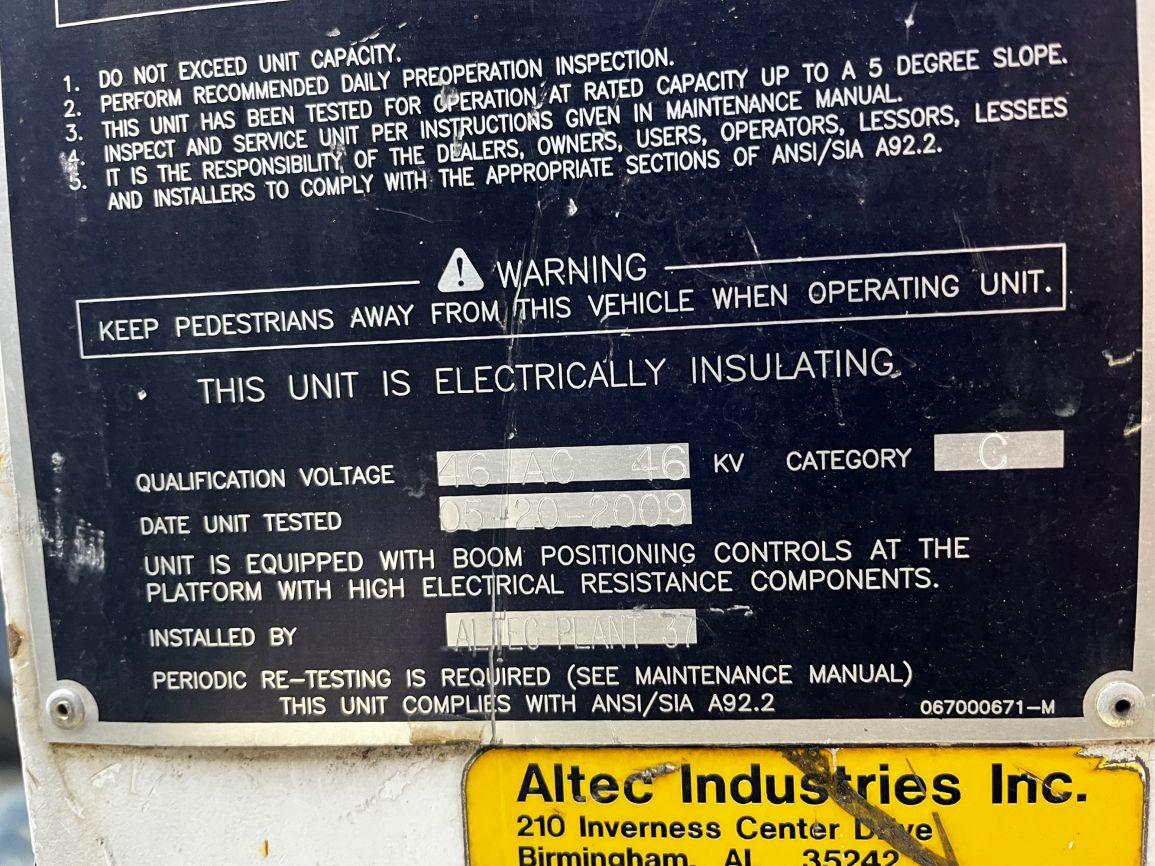 1. DO NOT EXCEED UNIT CAPACITY.
2. PERFORM RECOMMENDED DAILY PREOPERATION INSPECTION.
3. THIS UNIT HAS BEEN TESTED FOR OPERATION AT RATED CAPACITY UP TO A 5 DEGREE SLOPE.
4. INSPECT AND SERVICE UNIT PER INSTRUCTIONS GIVEN IN MAINTENANCE MANUAL.
5. IT IS THE RESPONSIBILITY OF THE DEALERS, OWNERS, USERS, OPERATORS, LESSORS, LESSEES
AND INSTALLERS TO COMPLY WITH THE APPROPRIATE SECTIONS OF ANSI/SIA A92.2.
WARNING
KEEP PEDESTRIANS AWAY FROM THIS VEHICLE WHEN OPERATING UNIT.
THIS UNIT IS ELECTRICALLY INSULATING.
QUALIFICATION VOLTAGE 46 AC 46 KV CATEGORY C
DATE UNIT TESTED 05-20-2009
UNIT IS EQUIPPED WITH BOOM POSITIONING CONTROLS AT THE
PLATFORM WITH HIGH ELECTRICAL RESISTANCE COMPONENTS.
INSTALLED BY ALTEC PLANT 37
PERIODIC RE-TESTING IS REQUIRED (SEE MAINTENANCE MANUAL)
THIS UNIT COMPLIES WITH ANSI/SIA A92.2 067000671-M
Altec Industries Inc.
210 Inverness Center Drive
Birmingham, AL 35242